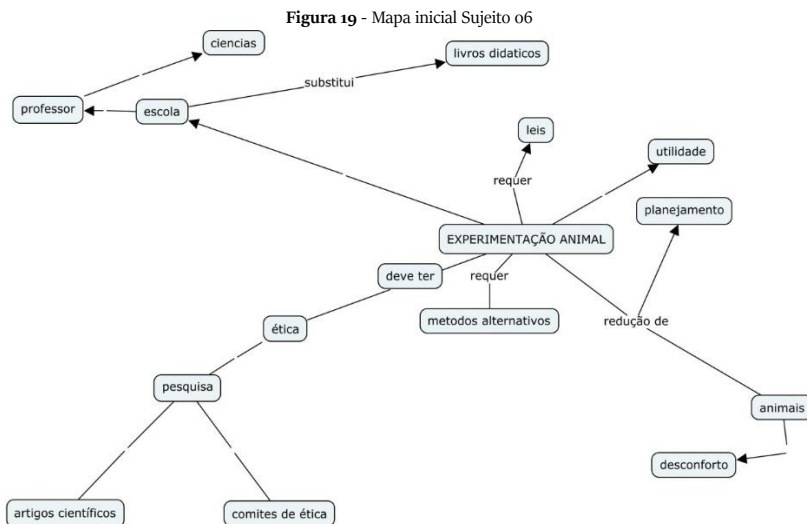 Figura 19 - Mapa inicial Sujeito 06
ciencias
livros didaticos
substitui
professor
escola
leis
utilidade
requer
planejamento
EXPERIMENTAÇÃO ANIMAL
deve ter
requer
ética
metodos alternativos
redução de
pesquisa
animais
desconforto
artigos científicos
comites de ética